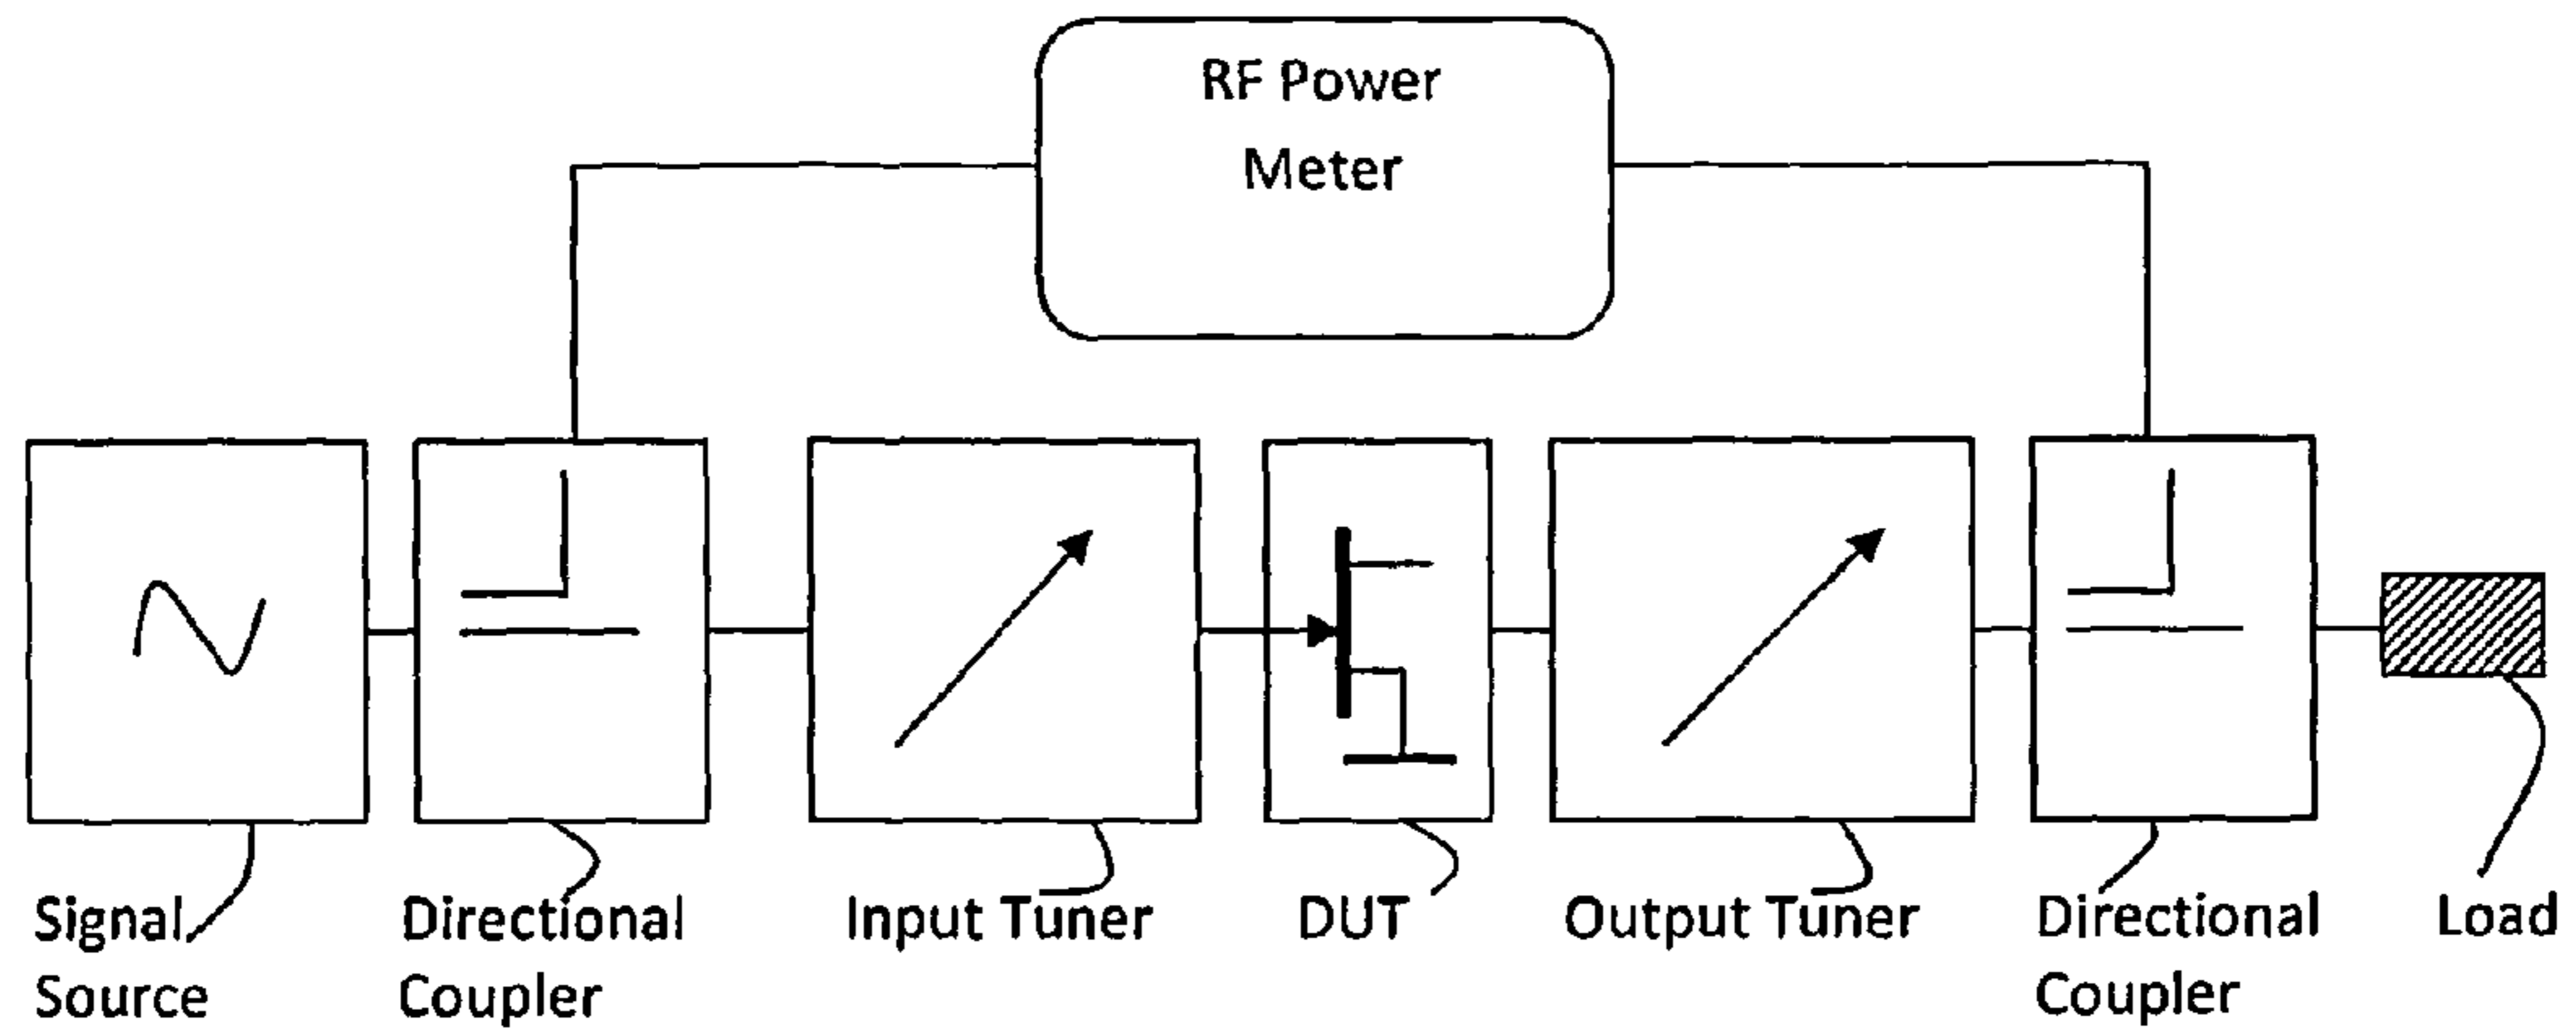 RF Power
Meter
Signal
Source
Directional
Coupler
Input Tuner
DUT
Output Tuner
Directional
Coupler
Load